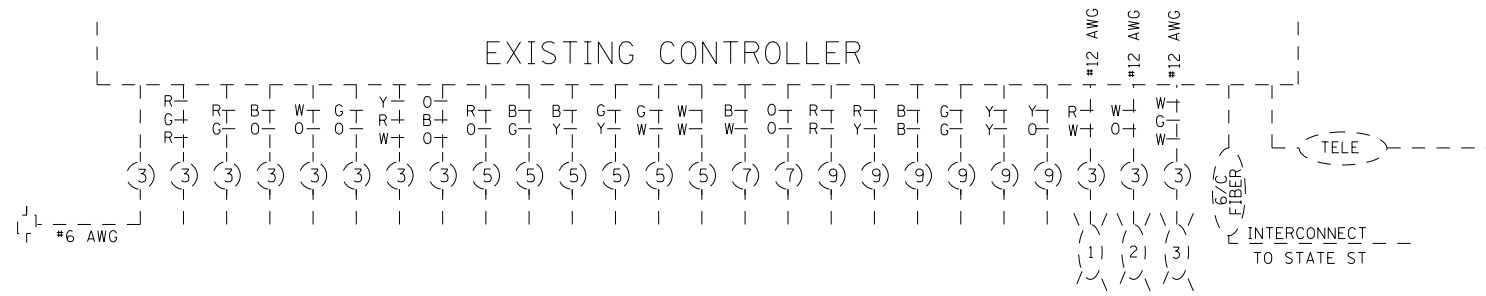 EXISTING CONTROLLER
#12 AWG
#12 AWG
#12 AWG
R
G
R
R
G
B
O
W
O
G
O
Y
R
W
O
B
O
R
O
B
G
B
Y
G
Y
G
W
W
W
B
W
O
O
R
R
R
Y
B
B
G
G
Y
Y
Y
O
R
W
W
O
W
G
W
TELE
3 3 3 3 3 3 3 3 5 5 5 5 5 5 7 7 9 9 9 9 9 9 3 3 3
6/C
FIBER
#6 AWG
1 2 3
INTERCONNECT
TO STATE ST